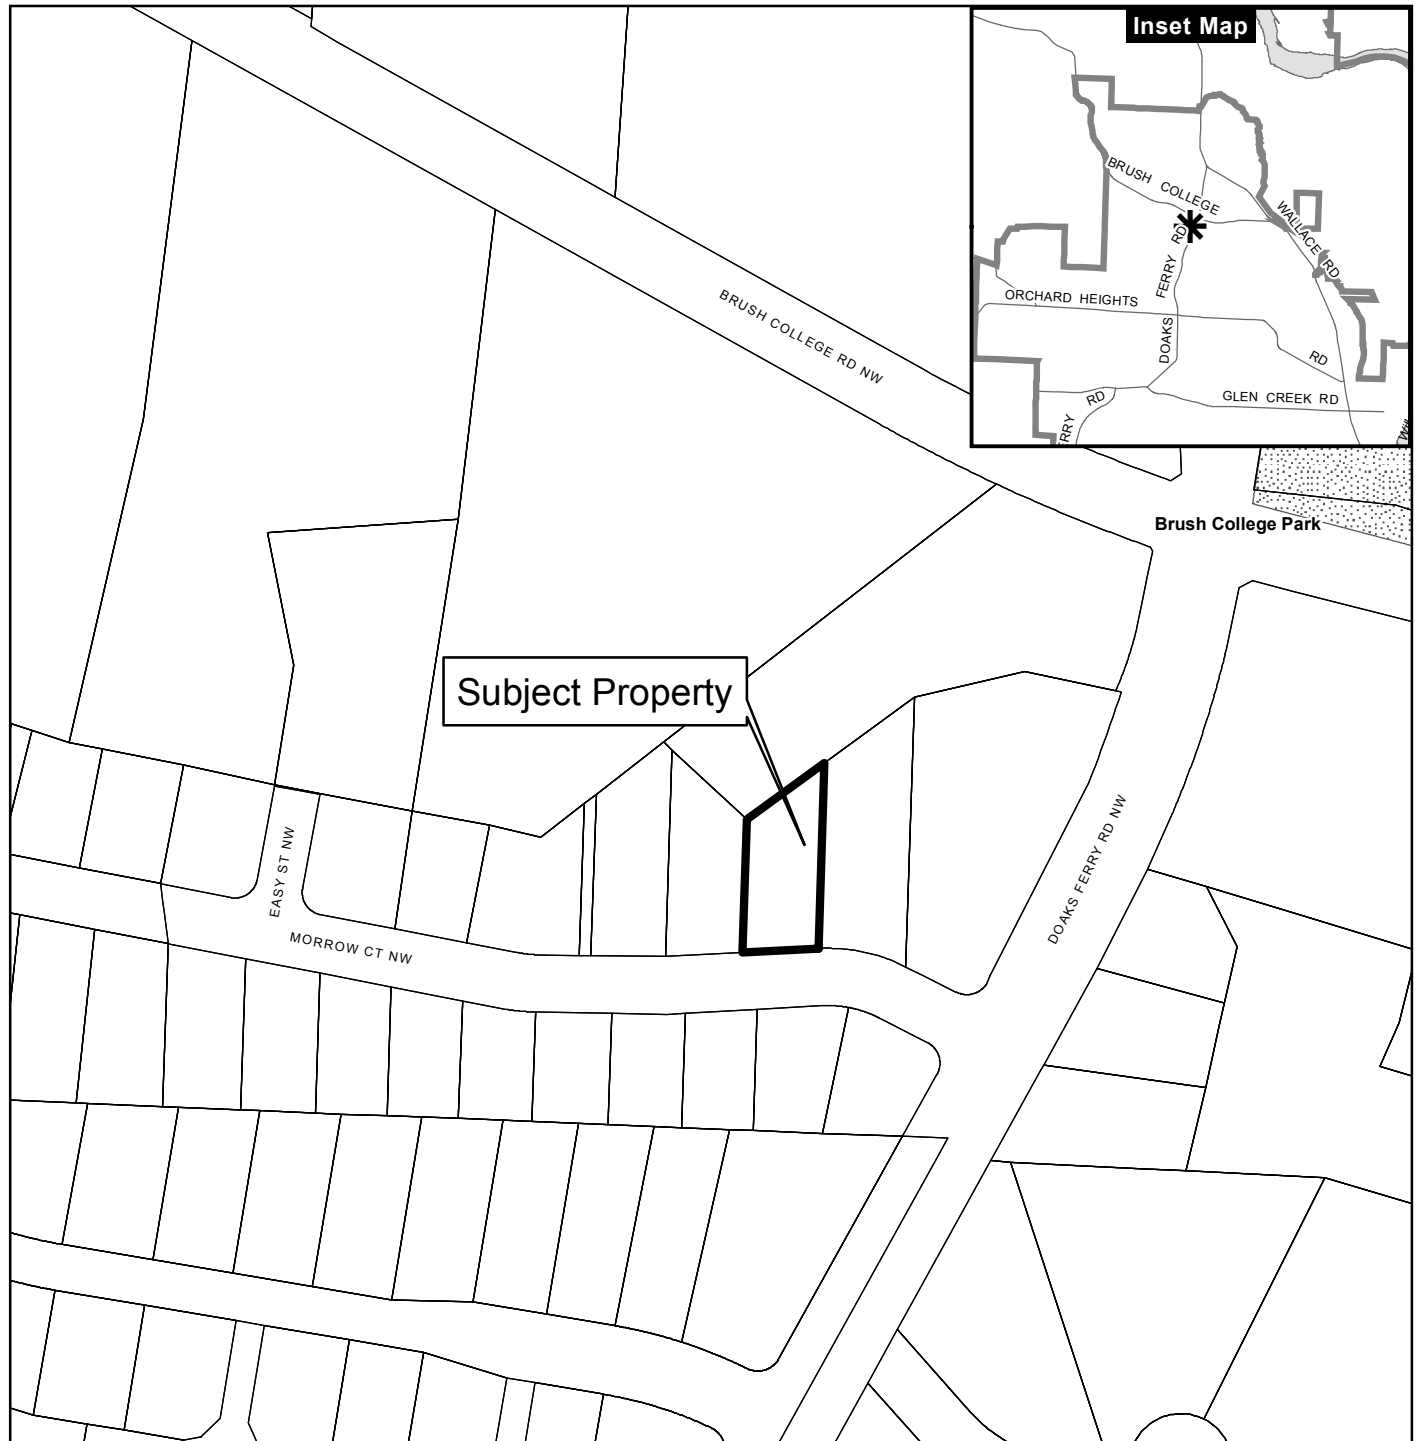 Inset Map
BRUSH COLLEGE
WALLACE RD
FERRY RD
ORCHARD HEIGHTS
RD
DOAKS
GLEN CREEK RD
RD
BRUSH COLLEGE RD NW
Brush College Park
Subject Property
DOAKS FERRY RD NW
EASY ST NW
MORROW CT NW